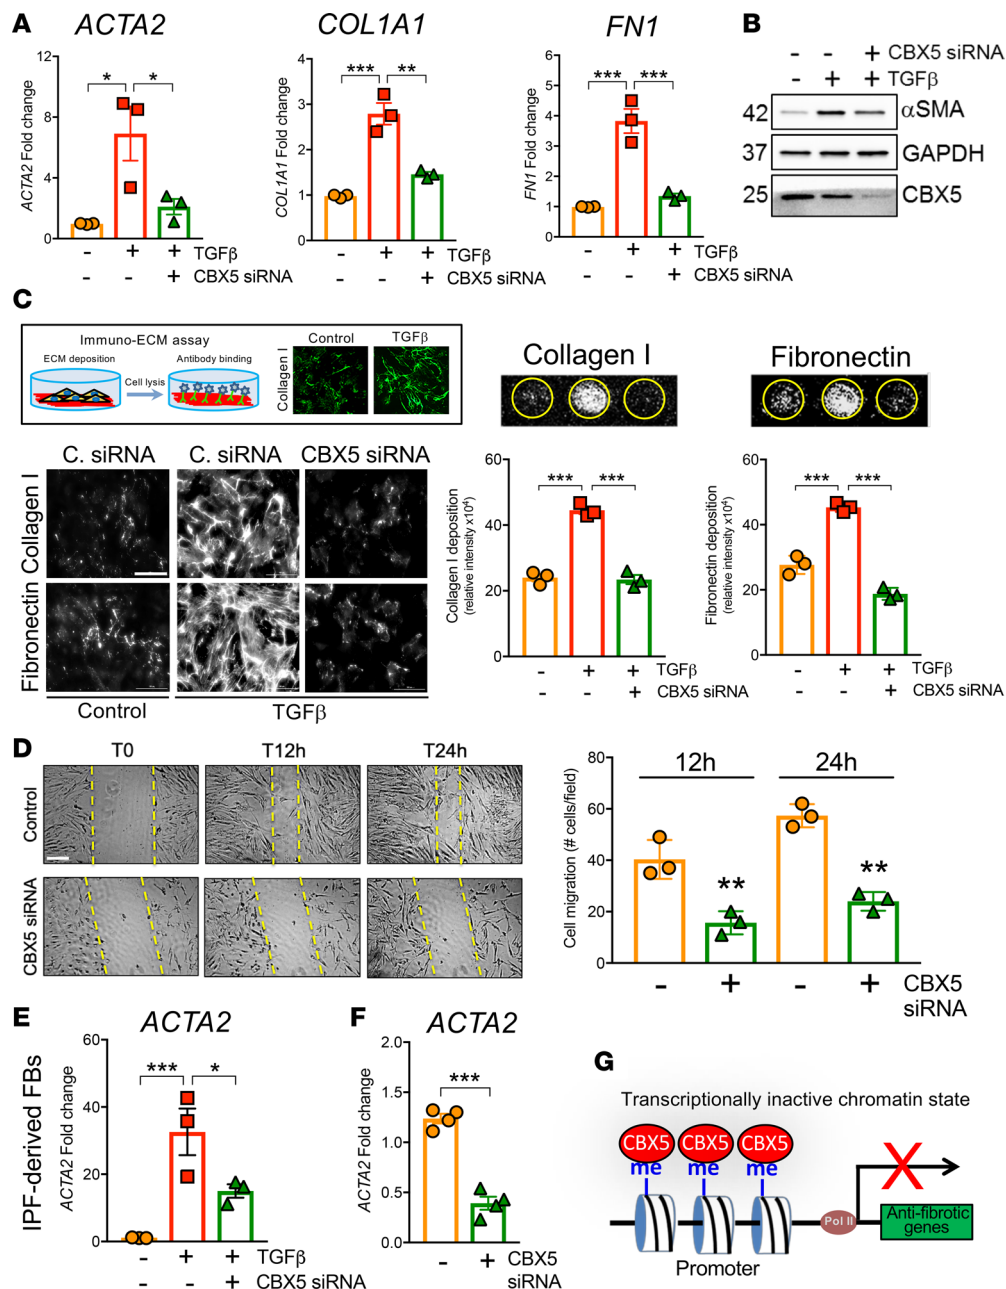 A
ACTA2
COL1A1
FN1
ACTA2 Fold change
12
8
4
0
*
*
- + + TGFβ
- - + CBX5 siRNA
COL1A1 Fold change
4
3
2
1
0
***
**
- + + TGFβ
- - + CBX5 siRNA
FN1 Fold change
6
5
4
3
2
1
0
***
***
- + + TGFβ
- - + CBX5 siRNA
B
- - + CBX5 siRNA
- + + TGFβ
42 αSMA
37 GAPDH
25 CBX5
C
Immuno-ECM assay
ECM deposition
Cell lysis
Antibody binding
Collagen I
Control
TGFβ
C. siRNA
C. siRNA
CBX5 siRNA
Collagen I
Fibronectin
Control
TGFβ
Collagen I
Collagen I deposition
(relative intensity x10⁴)
60
40
20
0
***
***
- + + TGFβ
- - + CBX5 siRNA
Fibronectin
Fibronectin deposition
(relative intensity x10⁴)
60
40
20
0
***
***
- + + TGFβ
- - + CBX5 siRNA
D
T0
T12h
T24h
Control
CBX5 siRNA
Cell migration (# cells/field)
80
60
40
20
0
12h
24h
**
**
- + - + CBX5
siRNA
E
ACTA2
IPF-derived FBs
ACTA2 Fold change
60
40
20
0
***
*
- + + TGFβ
- - + CBX5 siRNA
F
ACTA2
ACTA2 Fold change
2.0
1.5
1.0
0.5
0.0
***
- + CBX5
siRNA
G
Transcriptionally inactive chromatin state
CBX5 CBX5 CBX5
me me me
Pol II
X
Anti-fibrotic
genes
Promoter